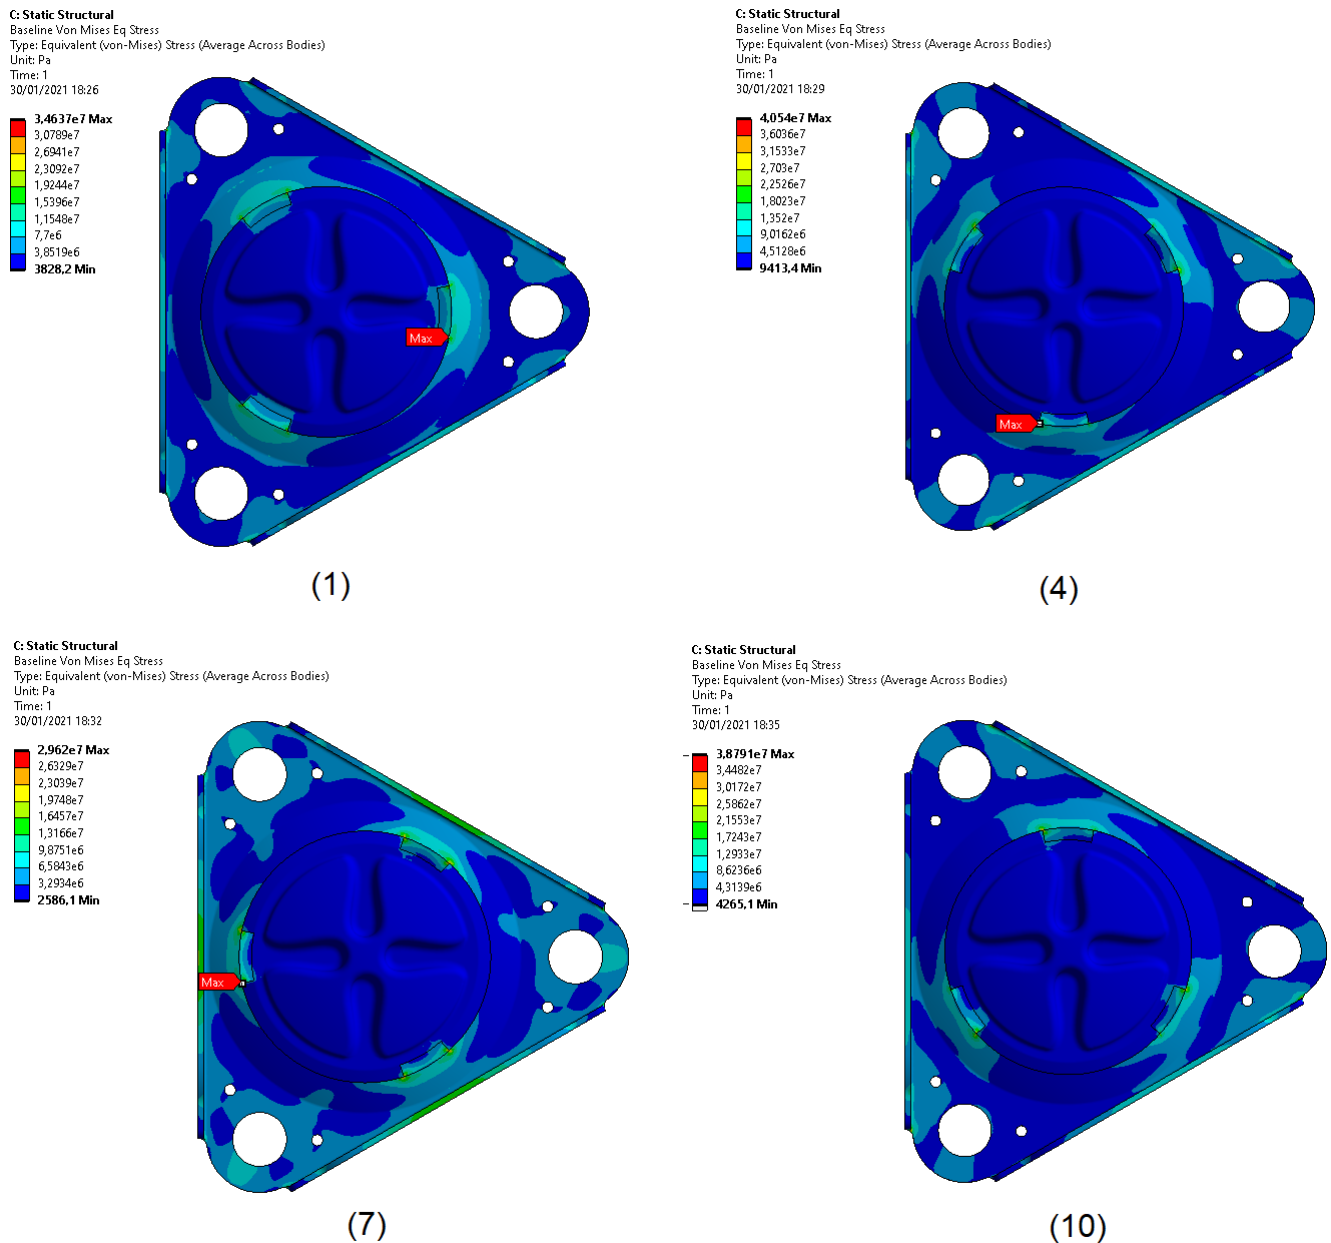 C: Static Structural
Baseline Von Mises Eq Stress
Type: Equivalent (von-Mises) Stress (Average Across Bodies)
Unit: Pa
Time: 1
30/01/2021 18:26
3,4637e7 Max
3,0789e7
2,6941e7
2,3092e7
1,9244e7
1,5396e7
1,1548e7
7,7e6
3,8519e6
3828,2 Min
Max
(1)
C: Static Structural
Baseline Von Mises Eq Stress
Type: Equivalent (von-Mises) Stress (Average Across Bodies)
Unit: Pa
Time: 1
30/01/2021 18:29
4,054e7 Max
3,6036e7
3,1533e7
2,703e7
2,2526e7
1,8023e7
1,352e7
9,0162e6
4,5128e6
9413,4 Min
Max
(4)
C: Static Structural
Baseline Von Mises Eq Stress
Type: Equivalent (von-Mises) Stress (Average Across Bodies)
Unit: Pa
Time: 1
30/01/2021 18:32
2,962e7 Max
2,6329e7
2,3039e7
1,9748e7
1,6457e7
1,3166e7
9,8751e6
6,5843e6
3,2934e6
2586,1 Min
Max
(7)
C: Static Structural
Baseline Von Mises Eq Stress
Type: Equivalent (von-Mises) Stress (Average Across Bodies)
Unit: Pa
Time: 1
30/01/2021 18:35
3,8791e7 Max
3,4482e7
3,0172e7
2,5862e7
2,1553e7
1,7243e7
1,2933e7
8,6236e6
4,3139e6
4265,1 Min
(10)